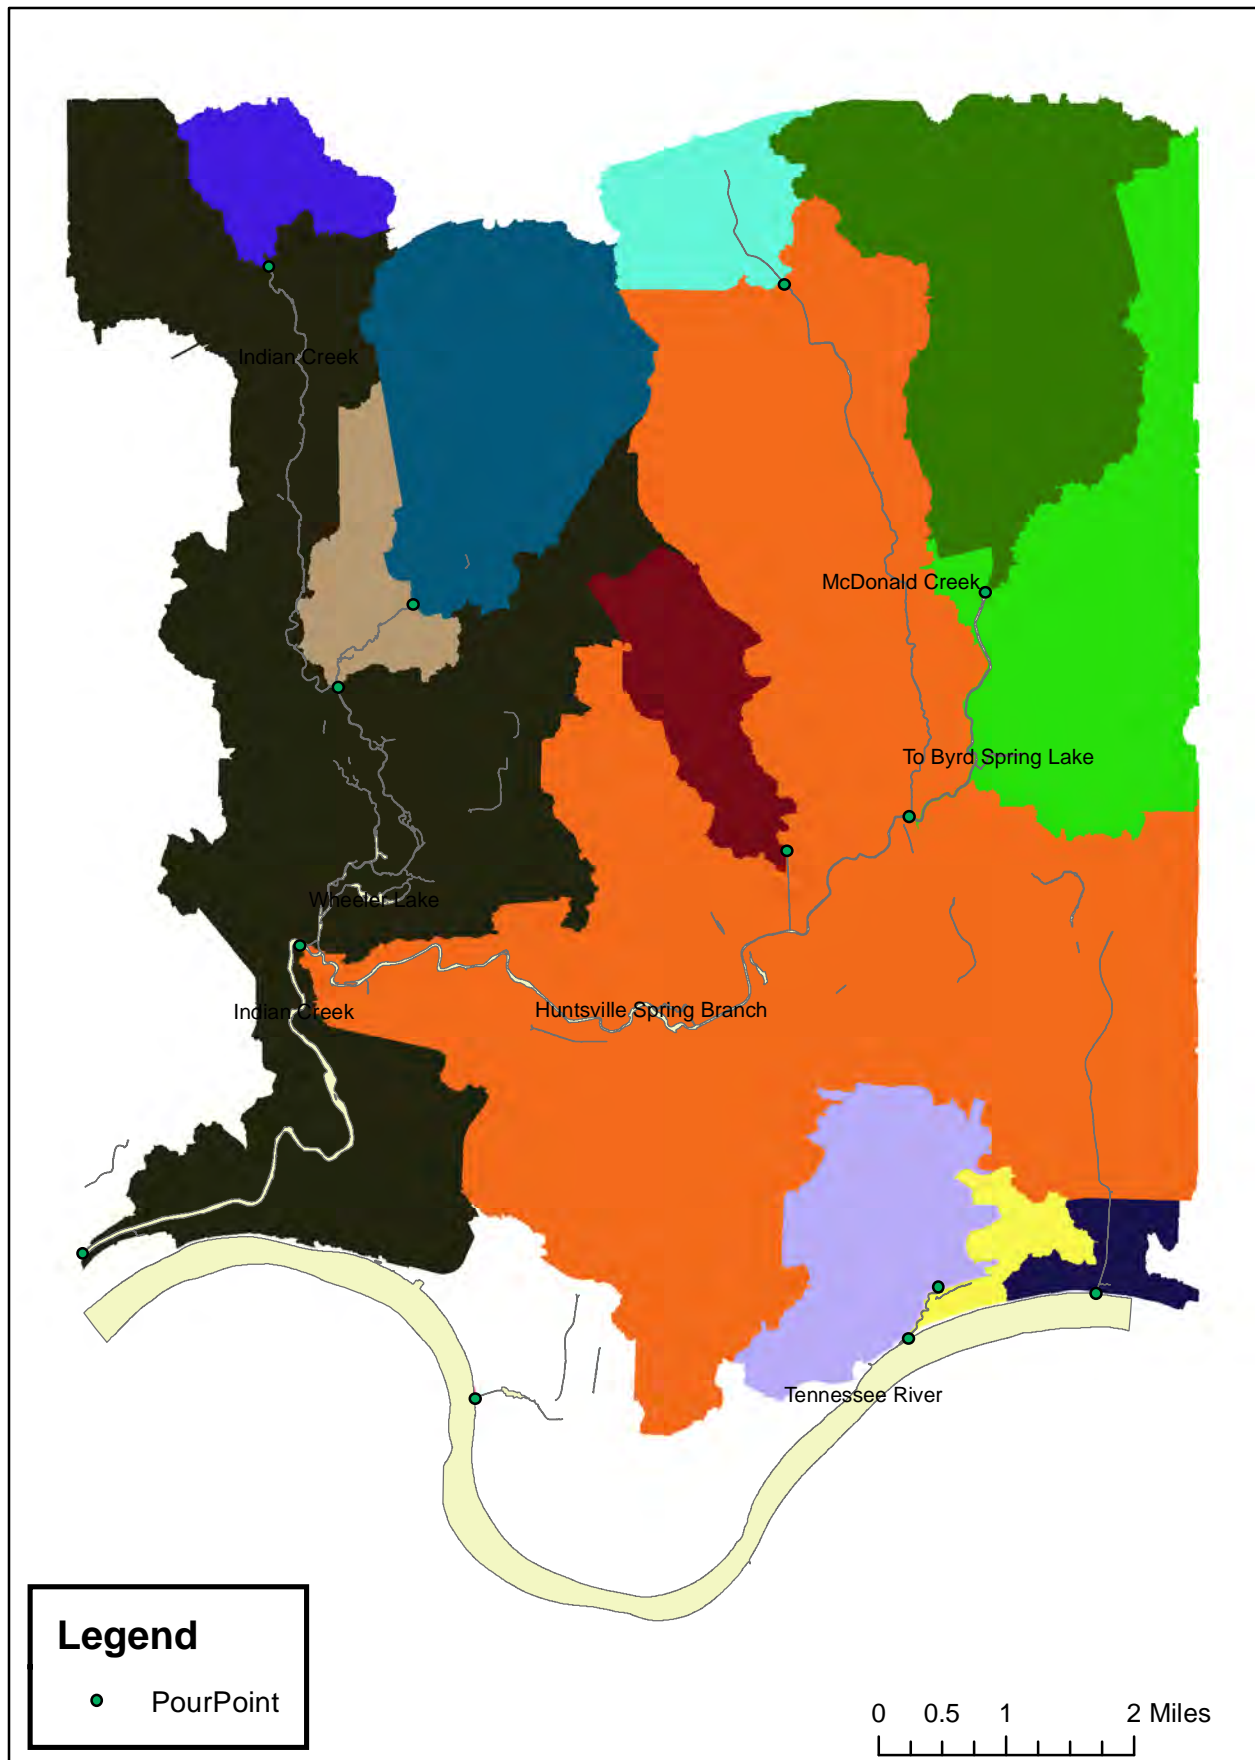 Indian Creek
McDonald Creek
To Byrd Spring Lake
Wheeler Lake
Indian Creek
Huntsville Spring Branch
Tennessee River
Legend
PourPoint
0 0.5 1 2 Miles